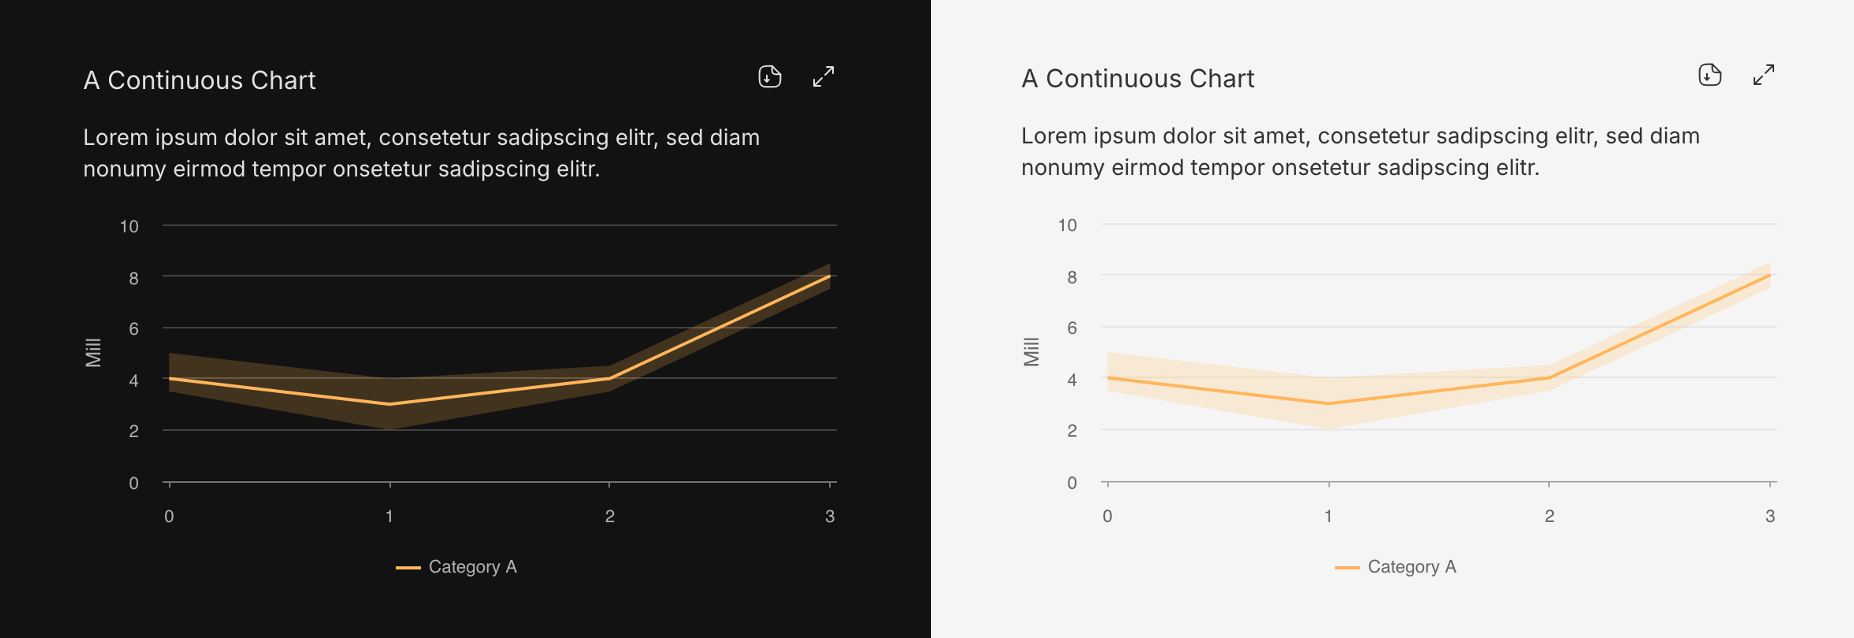 A Continuous Chart
Lorem ipsum dolor sit amet, consetetur sadipscing elitr, sed diam
nonumy eirmod tempor onsetetur sadipscing elitr.
10
8
6
4
2
0
Mill
0 1 2 3
Category A
A Continuous Chart
Lorem ipsum dolor sit amet, consetetur sadipscing elitr, sed diam
nonumy eirmod tempor onsetetur sadipscing elitr.
10
8
6
4
2
0
Mill
0 1 2 3
Category A